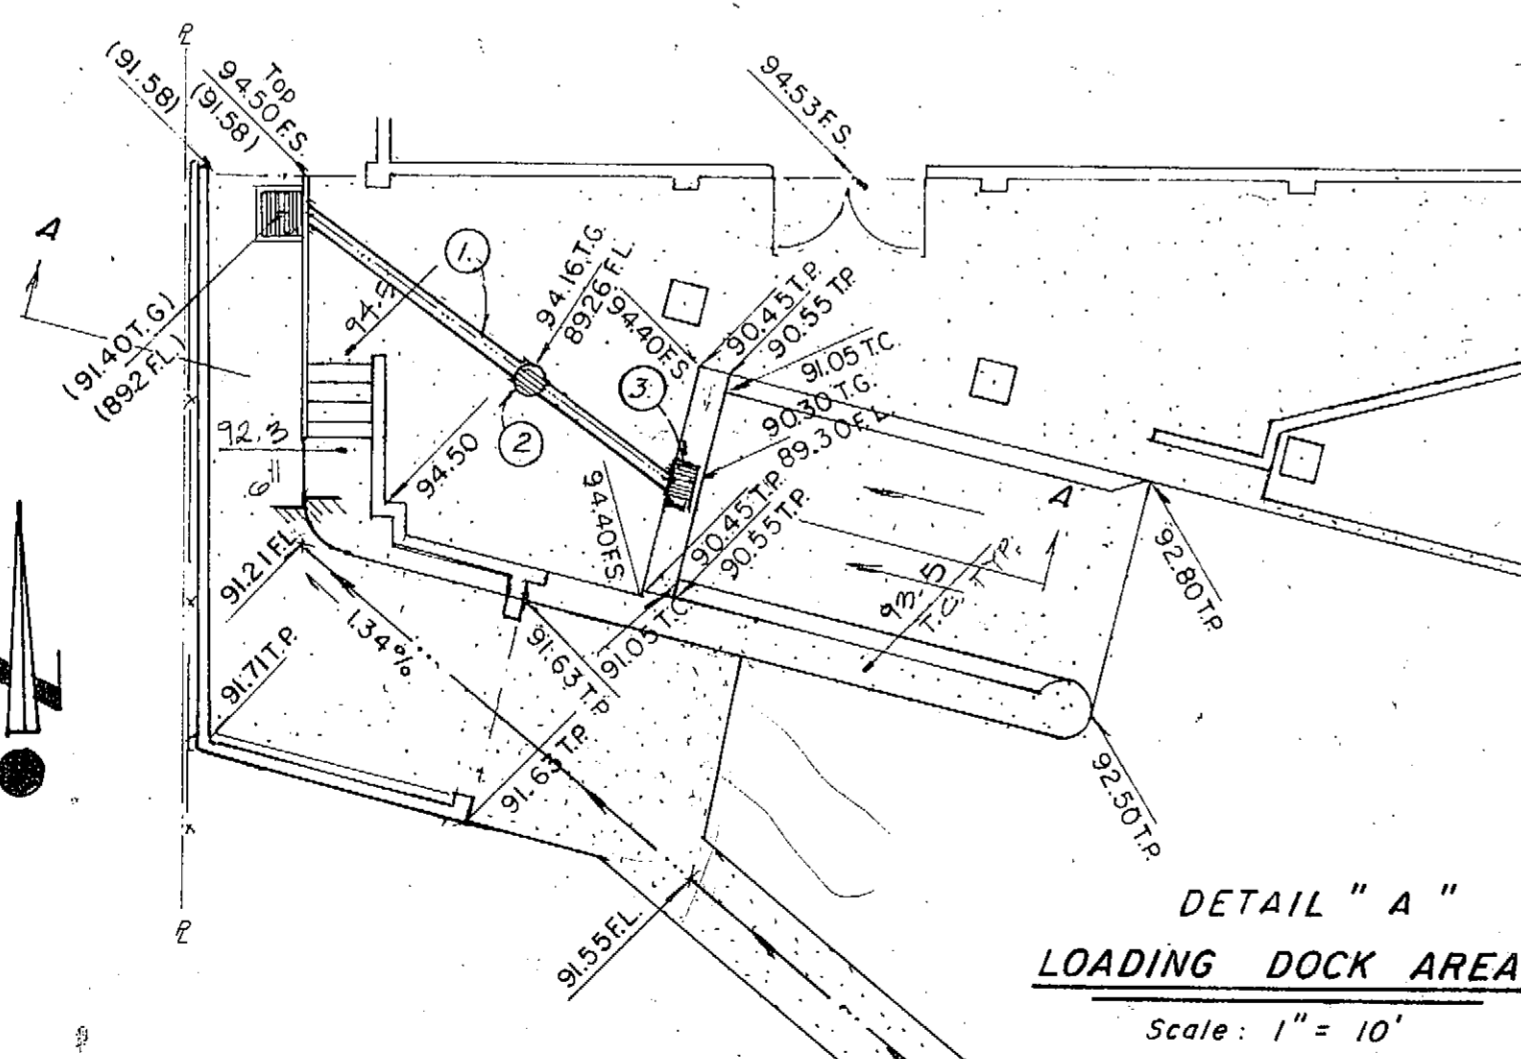 ℞
(91.58)
Top
94.50 F.S.
(91.58)
94.53 F.S.
A
1.
94.16 T.G.
89.26 F.L.
94.40 F.S.
90.45 T.P.
90.55 T.P.
91.05 T.C
90.30 T.G.
89.30 F.L.
3
2
(91.40 T.G)
(89.2 F.L)
92.3
6"
94.50
94.40 F.S.
90.45 T.P.
90.55 T.P.
A
93.5
T.C. TYP.
92.80 T.P.
91.21 F.L.
1.34%
91.63 T.P.
91.05 T.C
91.71 T.P.
91.63 T.P.
92.50 T.P.
91.55 F.L.
DETAIL " A "
LOADING DOCK AREA
Scale: 1" = 10'